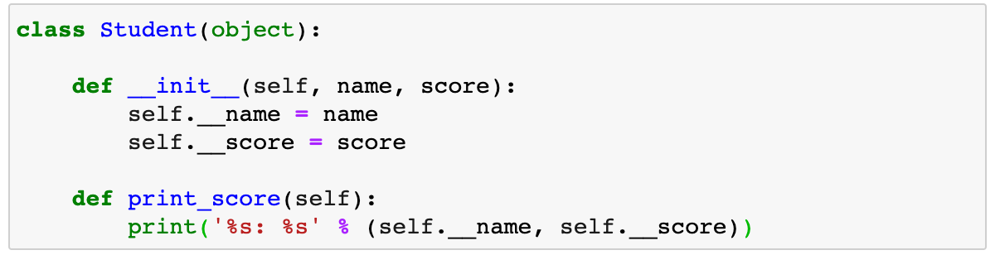 class Student(object):
    def __init__(self, name, score):
        self.__name = name
        self.__score = score
    def print_score(self):
        print('%s: %s' % (self.__name, self.__score))